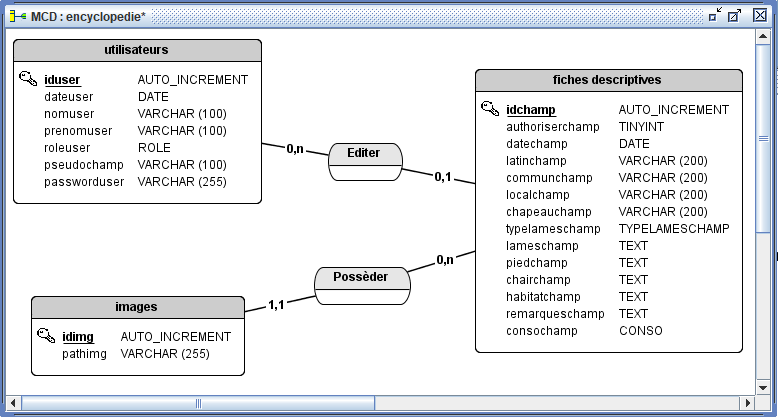 MCD : encyclopedie*
utilisateurs
iduser AUTO_INCREMENT
dateuser DATE
nomuser VARCHAR (100)
prenomuser VARCHAR (100)
roleuser ROLE
pseudochamp VARCHAR (100)
passworduser VARCHAR (255)
0,n
Editer
0,1
fiches descriptives
idchamp AUTO_INCREMENT
authoriserchamp TINYINT
datechamp DATE
latinchamp VARCHAR (200)
communchamp VARCHAR (200)
localchamp VARCHAR (200)
chapeauchamp VARCHAR (200)
typelameschamp TYPELAMESCHAMP
lameschamp TEXT
piedchamp TEXT
chairchamp TEXT
habitatchamp TEXT
remarqueschamp TEXT
consochamp CONSO
0,n
Possèder
1,1
images
idimg AUTO_INCREMENT
pathimg VARCHAR (255)